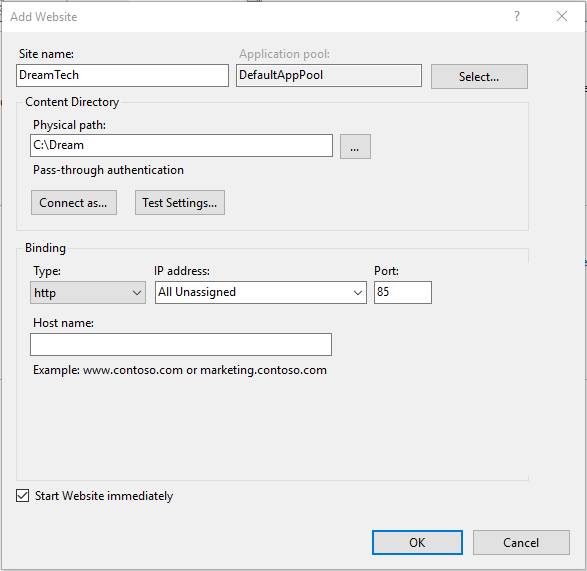 Add Website
?
Site name:
Application pool:
DreamTech
DefaultAppPool
Select...
Content Directory
Physical path:
C:\Dream
...
Pass-through authentication
Connect as...
Test Settings...
Binding
Type:
IP address:
Port:
http
All Unassigned
85
Host name:
Example: www.contoso.com or marketing.contoso.com
Start Website immediately
OK
Cancel